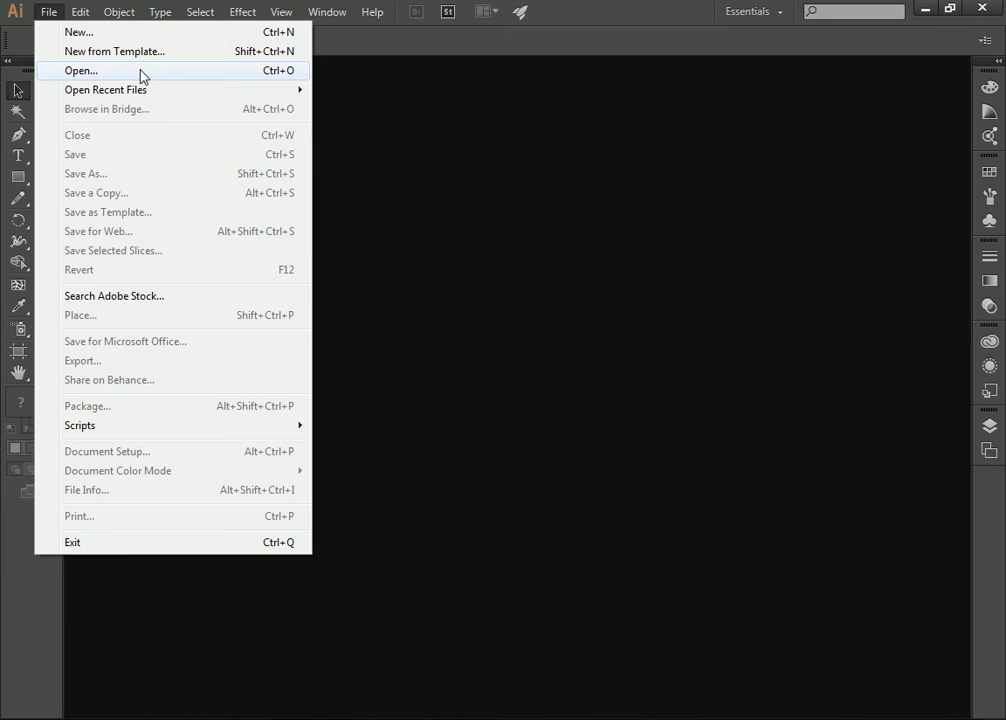 Ai File Edit Object Type Select Effect View Window Help Br St Essentials
New... Ctrl+N
New from Template... Shift+Ctrl+N
Open... Ctrl+O
Open Recent Files
Browse in Bridge... Alt+Ctrl+O
Close Ctrl+W
Save Ctrl+S
Save As... Shift+Ctrl+S
Save a Copy... Alt+Ctrl+S
Save as Template...
Save for Web... Alt+Shift+Ctrl+S
Save Selected Slices...
Revert F12
Search Adobe Stock...
Place... Shift+Ctrl+P
Save for Microsoft Office...
Export...
Share on Behance...
Package... Alt+Shift+Ctrl+P
Scripts
Document Setup... Alt+Ctrl+P
Document Color Mode
File Info... Alt+Shift+Ctrl+I
Print... Ctrl+P
Exit Ctrl+Q